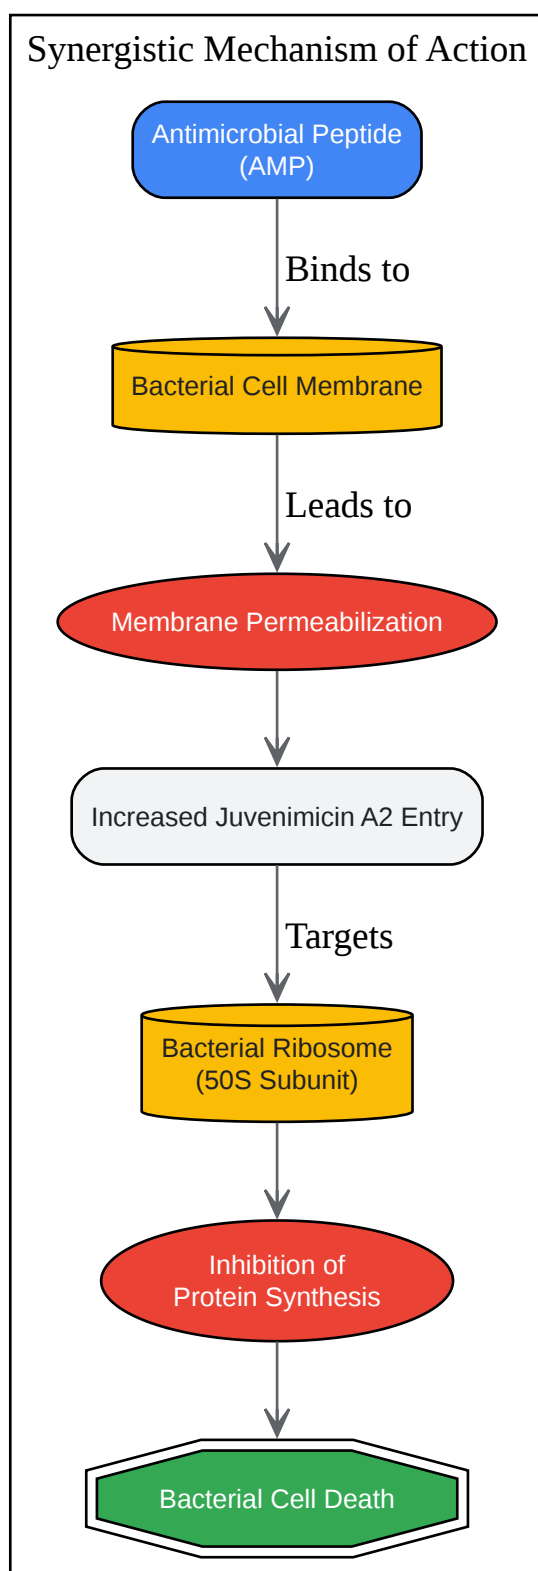 Synergistic Mechanism of Action
Antimicrobial Peptide
(AMP)
Binds to
Bacterial Cell Membrane
Leads to
Membrane Permeabilization
Increased Juvenimicin A2 Entry
Targets
Bacterial Ribosome
(50S Subunit)
Inhibition of
Protein Synthesis
Bacterial Cell Death